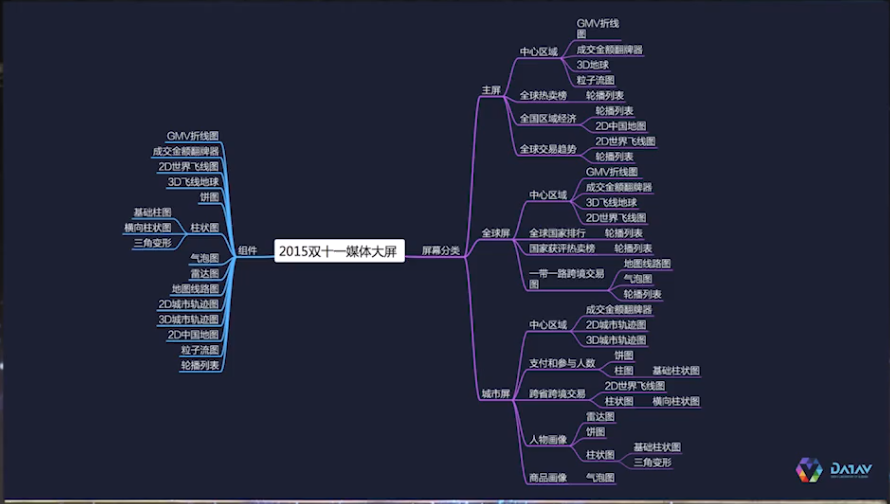 GMV折线图
成交金额翻牌器
2D世界飞线图
3D飞线地球
饼图
基础柱图
横向柱状图
三角变形
柱状图
气泡图
雷达图
地图线路图
2D城市轨迹图
3D城市轨迹图
2D中国地图
粒子流图
轮播列表
组件
2015双十一媒体大屏
屏幕分类
主屏
中心区域
GMV折线
图
成交金额翻牌器
3D地球
粒子流图
全球热卖榜
轮播列表
全国区域经济
轮播列表
2D中国地图
全球交易趋势
2D世界飞线图
轮播列表
全球屏
中心区域
GMV折线图
成交金额翻牌器
3D飞线地球
2D世界飞线图
全球国家排行
轮播列表
国家获评热卖榜
轮播列表
一带一路跨境交易
图
地图线路图
气泡图
轮播列表
城市屏
中心区域
成交金额翻牌器
2D城市轨迹图
3D城市轨迹图
支付和参与人数
饼图
柱图
基础柱状图
跨省跨境交易
2D世界飞线图
柱状图
横向柱状图
人物画像
雷达图
饼图
柱状图
基础柱状图
三角变形
商品画像
气泡图
DATAV